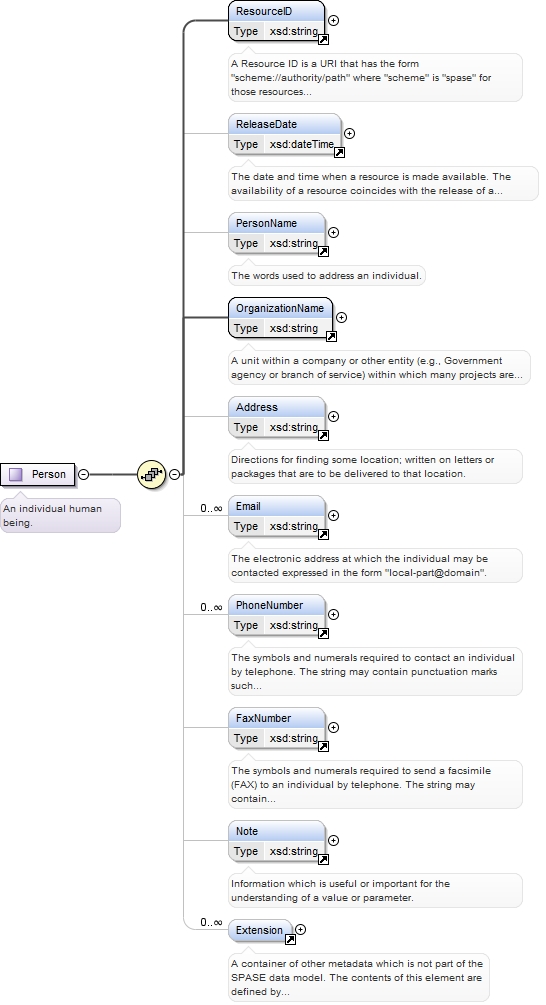 ResourceID
Type xsd:string
A Resource ID is a URI that has the form
"scheme://authority/path" where "scheme" is "spase" for
those resources...
ReleaseDate
Type xsd:dateTime
The date and time when a resource is made available. The
availability of a resource coincides with the release of a...
PersonName
Type xsd:string
The words used to address an individual.
OrganizationName
Type xsd:string
A unit within a company or other entity (e.g., Government
agency or branch of service) within which many projects are...
Address
Type xsd:string
Directions for finding some location; written on letters or
packages that are to be delivered to that location.
Person
An individual human
being.
0..∞
Email
Type xsd:string
The electronic address at which the individual may be
contacted expressed in the form "local-part@domain".
0..∞
PhoneNumber
Type xsd:string
The symbols and numerals required to contact an individual
by telephone. The string may contain punctuation marks
such...
FaxNumber
Type xsd:string
The symbols and numerals required to send a facsimile
(FAX) to an individual by telephone. The string may
contain...
Note
Type xsd:string
Information which is useful or important for the
understanding of a value or parameter.
0..∞
Extension
A container of other metadata which is not part of the
SPASE data model. The contents of this element are
defined by...